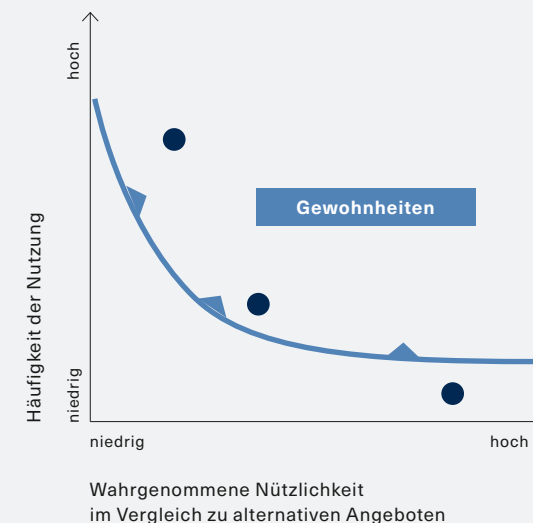 hoch
Gewohnheiten
Häufigkeit der Nutzung
niedrig
niedrig
hoch
Wahrgenommene Nützlichkeit
im Vergleich zu alternativen Angeboten